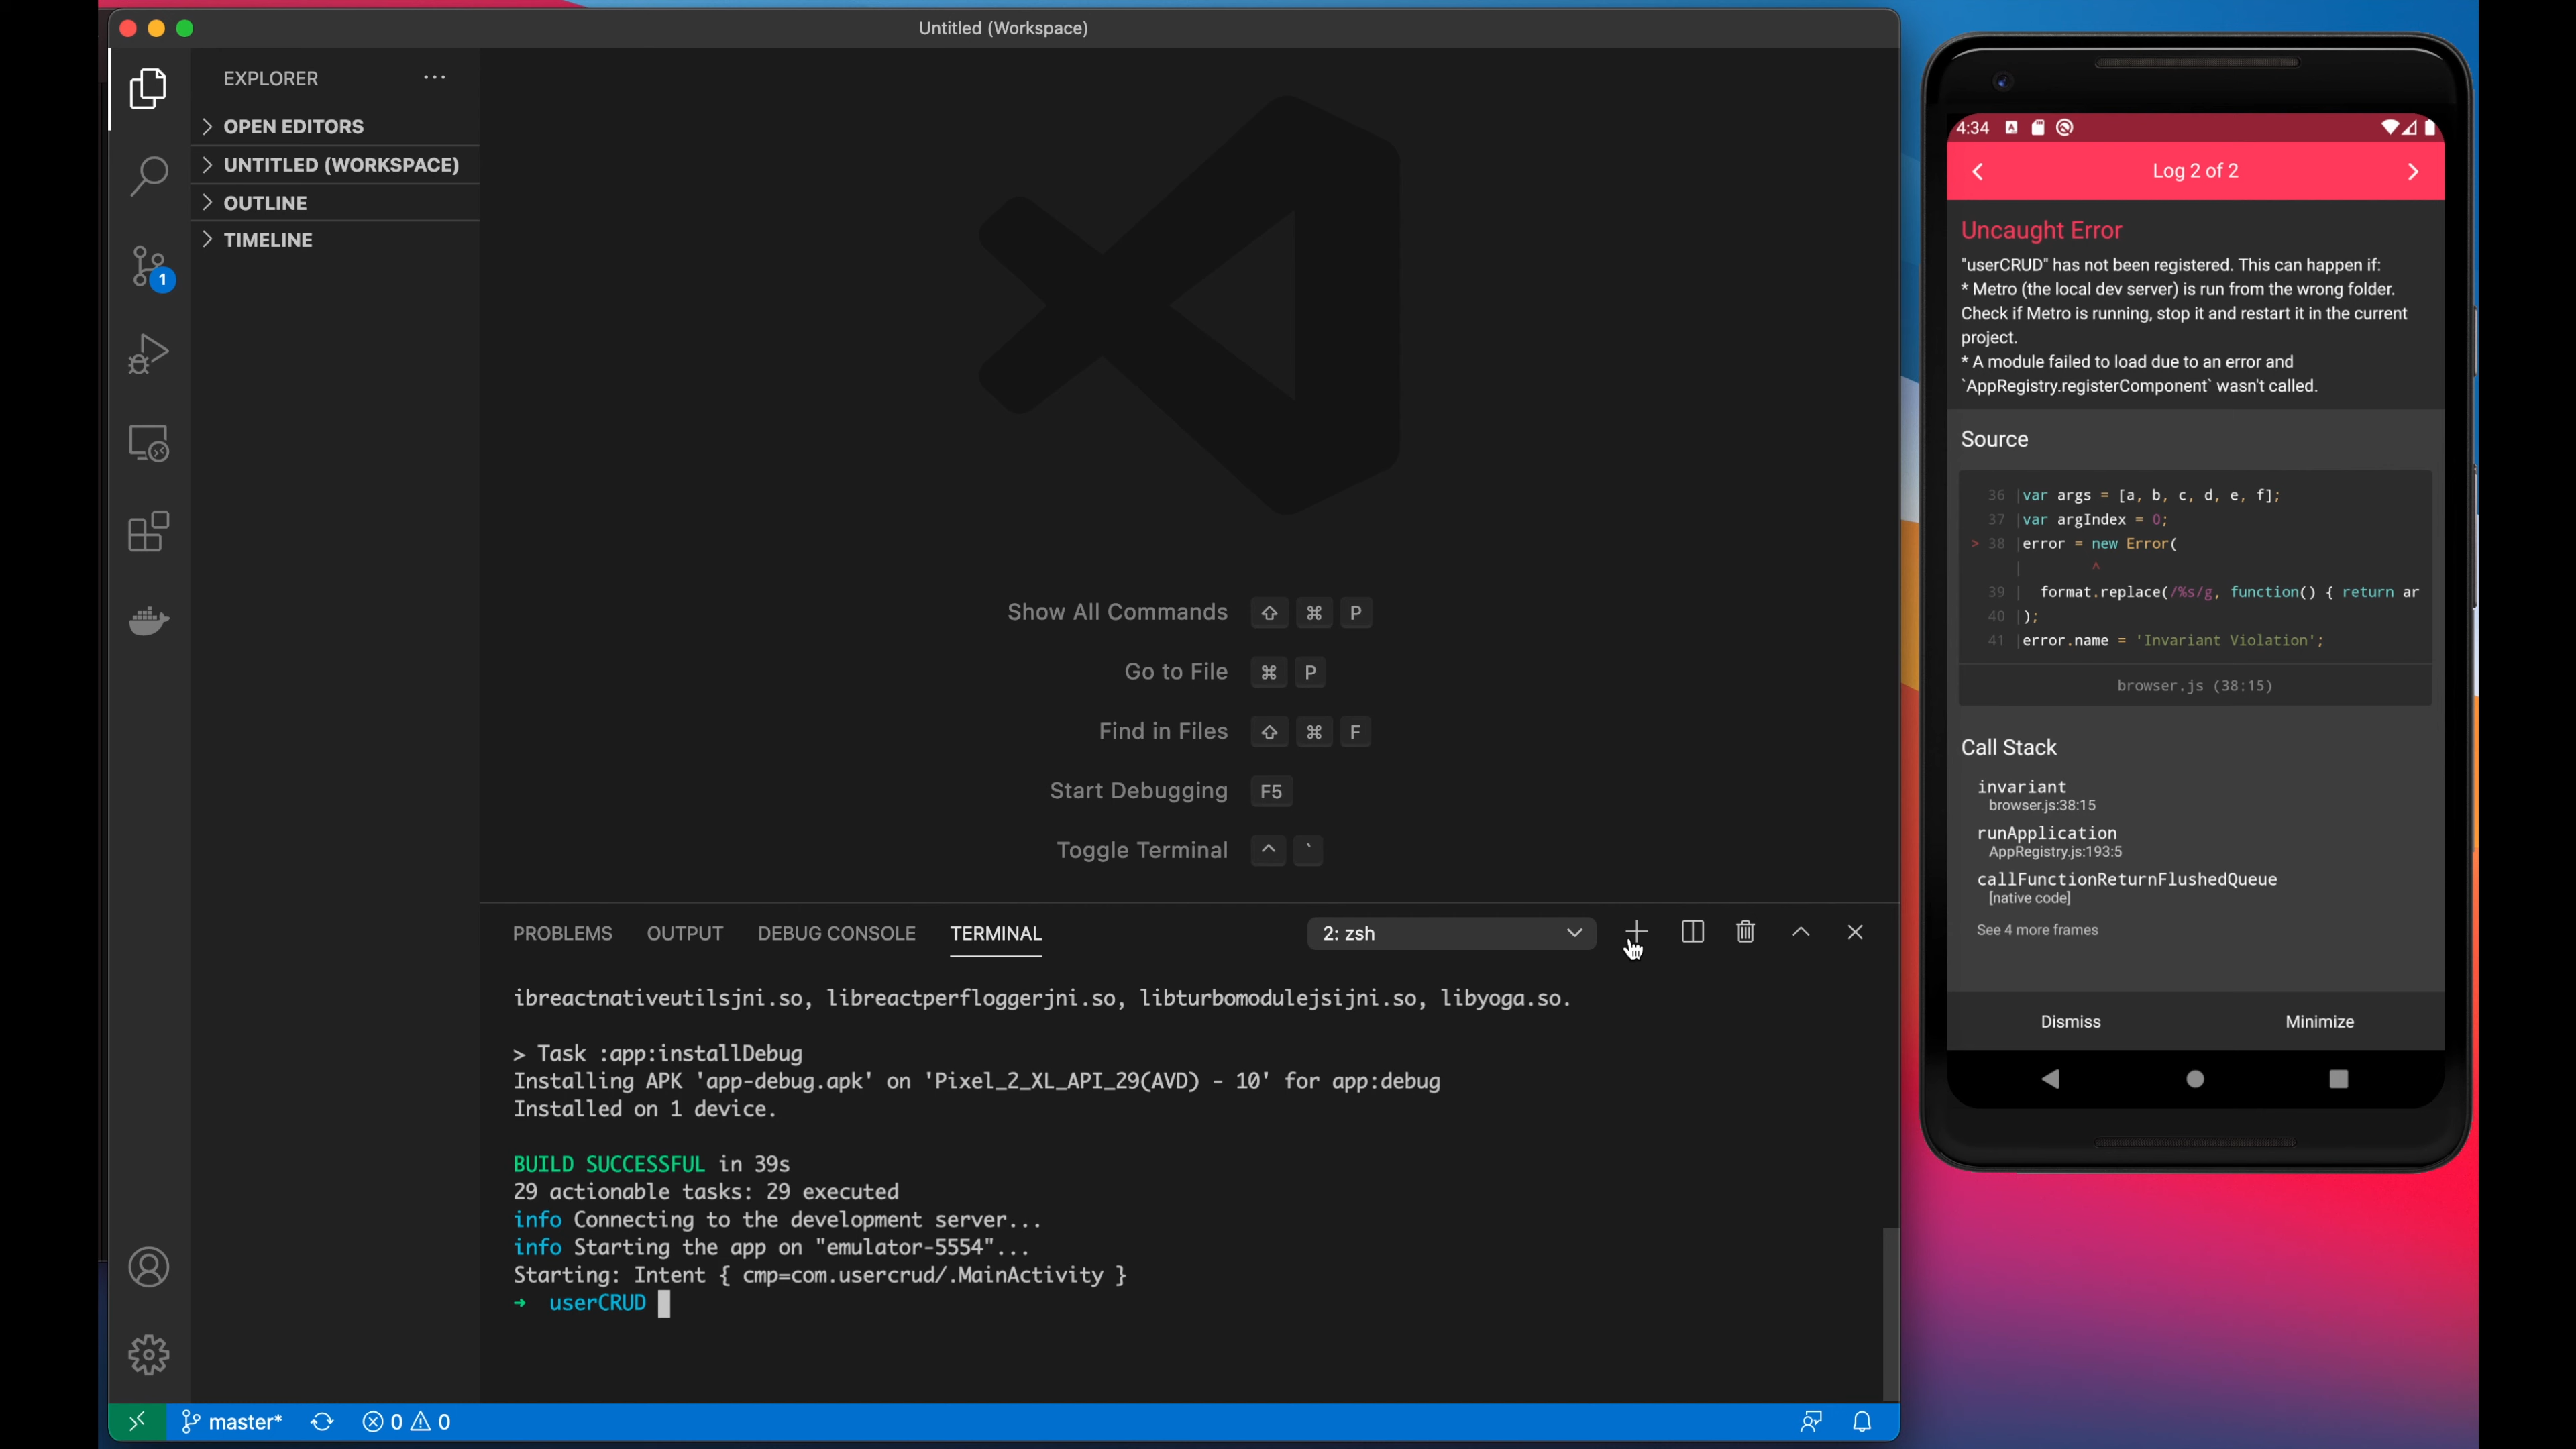 Untitled (Workspace)
EXPLORER
OPEN EDITORS
UNTITLED (WORKSPACE)
OUTLINE
TIMELINE
1
Show All Commands ⇧ ⌘ P
Go to File ⌘ P
Find in Files ⇧ ⌘ F
Start Debugging F5
Toggle Terminal ^ `
PROBLEMS OUTPUT DEBUG CONSOLE TERMINAL 2: zsh
ibreactnativeutilsjni.so, libreactperfloggerjni.so, libturbomodulejsijni.so, libyoga.so.
> Task :app:installDebug
Installing APK 'app-debug.apk' on 'Pixel_2_XL_API_29(AVD) - 10' for app:debug
Installed on 1 device.
BUILD SUCCESSFUL in 39s
29 actionable tasks: 29 executed
info Connecting to the development server...
info Starting the app on "emulator-5554"...
Starting: Intent { cmp=com.usercrud/.MainActivity }
→ userCRUD
master* 0 0
4:34
Log 2 of 2
Uncaught Error
"userCRUD" has not been registered. This can happen if:
* Metro (the local dev server) is run from the wrong folder.
Check if Metro is running, stop it and restart it in the current
project.
* A module failed to load due to an error and
`AppRegistry.registerComponent` wasn't called.
Source
36 |var args = [a, b, c, d, e, f];
37 |var argIndex = 0;
> 38 |error = new Error(
| ^
39 | format.replace(/%s/g, function() { return ar
40 |);
41 |error.name = 'Invariant Violation';
browser.js (38:15)
Call Stack
invariant
browser.js:38:15
runApplication
AppRegistry.js:193:5
callFunctionReturnFlushedQueue
[native code]
See 4 more frames
Dismiss Minimize